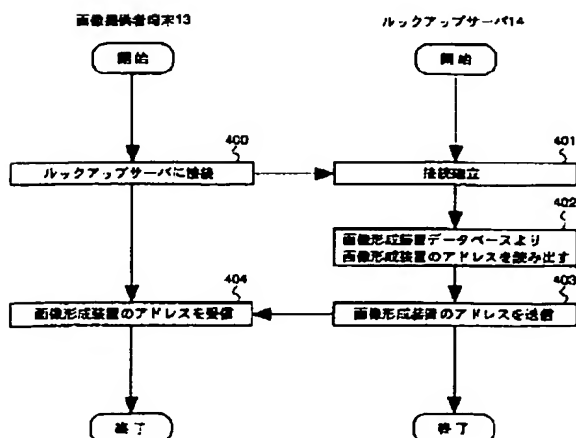 画像提供者端末13
ルックアップサーバ14
開始
開始
400
401
ルックアップサーバに接続
接続確立
402
画像形成装置データベースより
画像形成装置のアドレスを読み出す
404
403
画像形成装置のアドレスを受信
画像形成装置のアドレスを送信
終了
終了